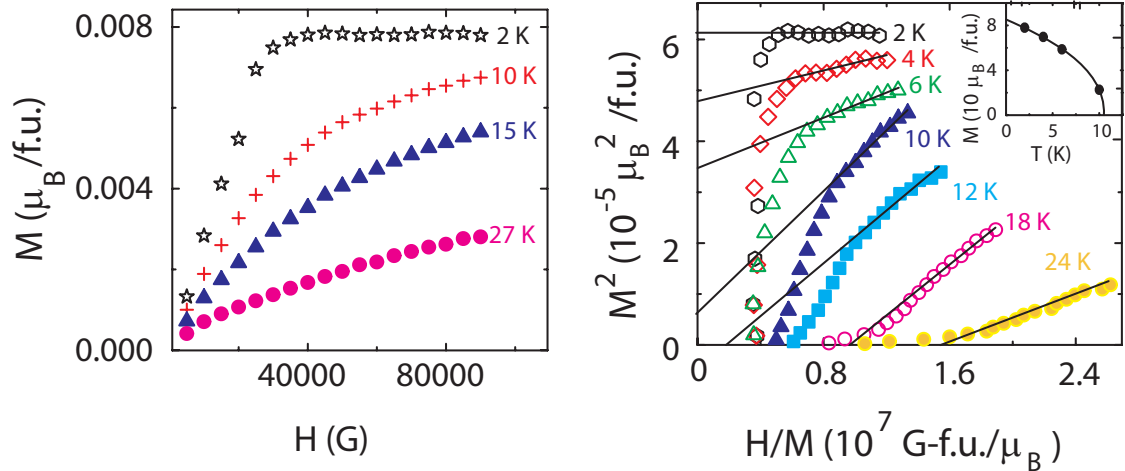 0.008
0.004
0.000
M (μB/f.u.)
40000 80000
H (G)
2 K
10 K
15 K
27 K
6
4
2
0
M² (10⁻⁵ μB²/f.u.)
0 0.8 1.6 2.4
H/M (10⁷ G-f.u./μB)
2 K
4 K
6 K
10 K
12 K
18 K
24 K
8
4
0
M (10 μB/f.u.)
0 5 10
T (K)